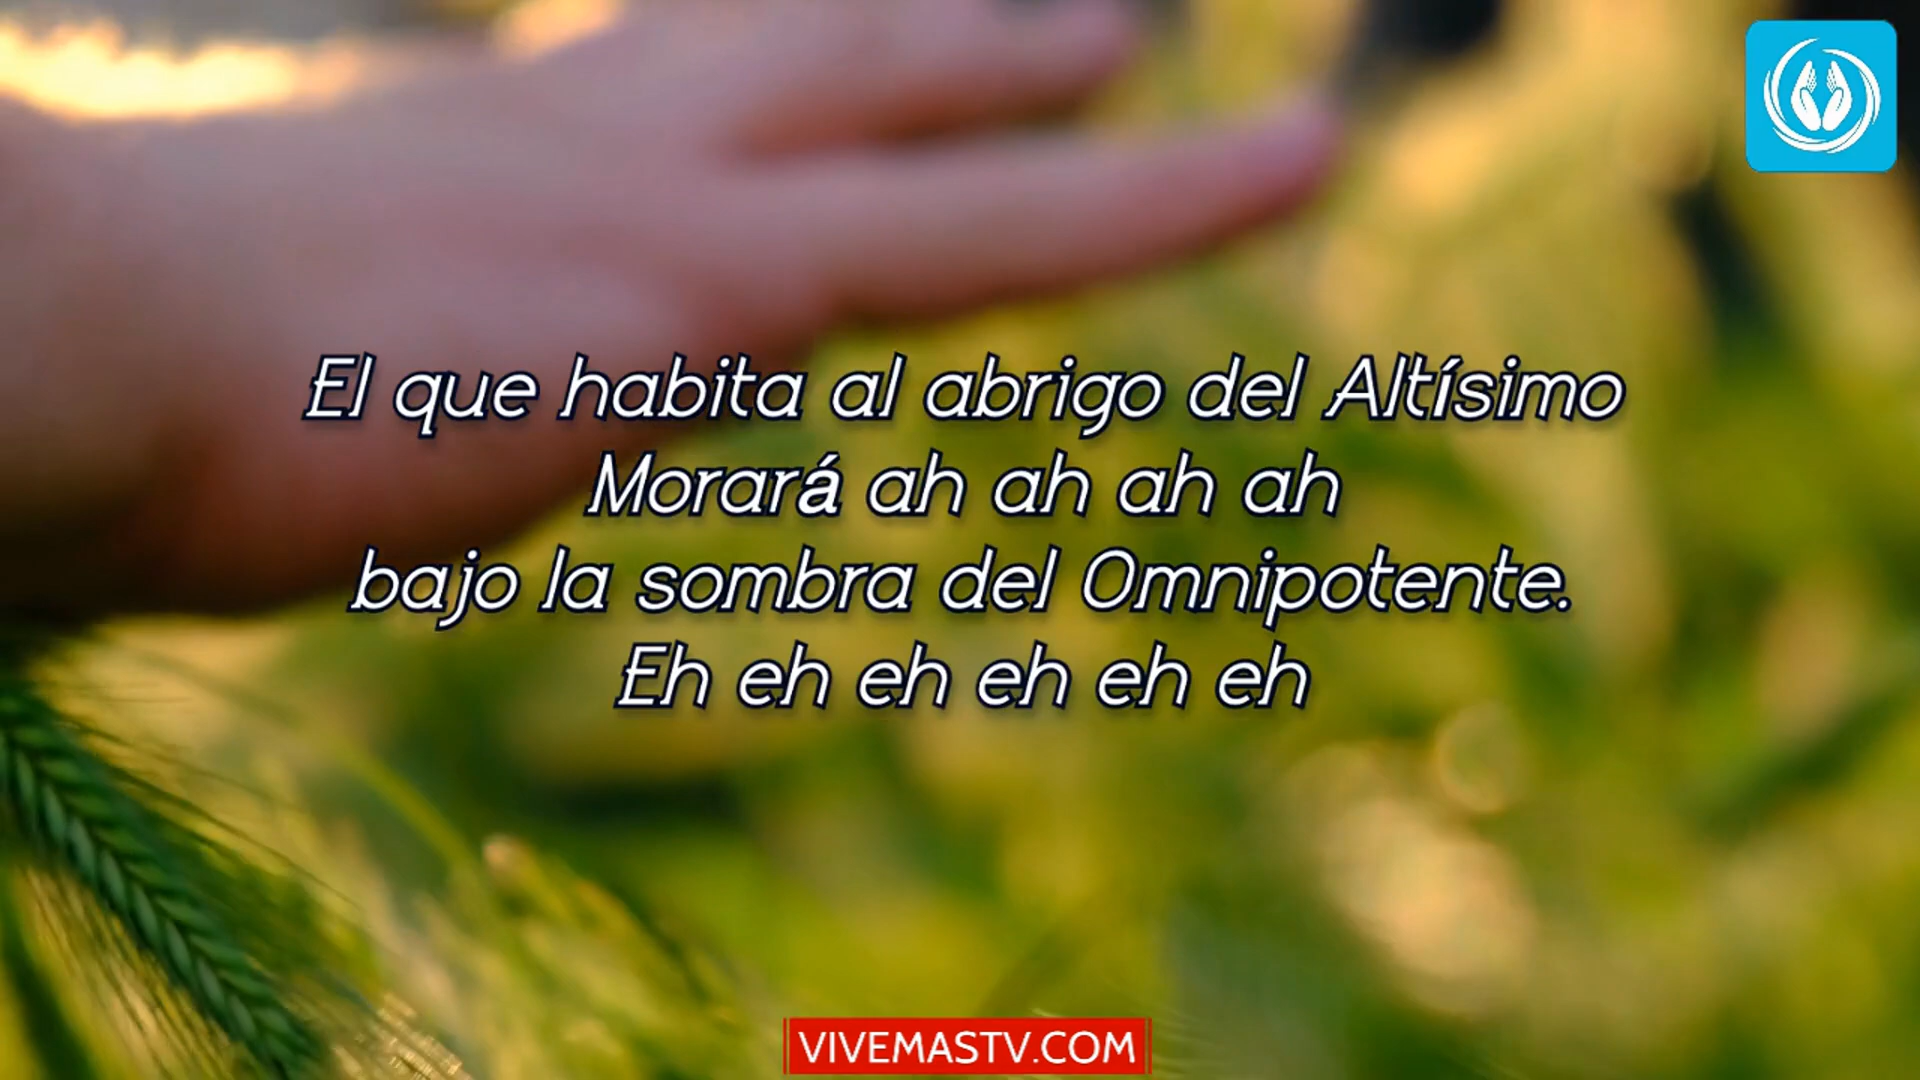 El que habita al abrigo del Altísimo
Morará ah ah ah ah
bajo la sombra del Omnipotente.
Eh eh eh eh eh eh
VIVEMASTV.COM